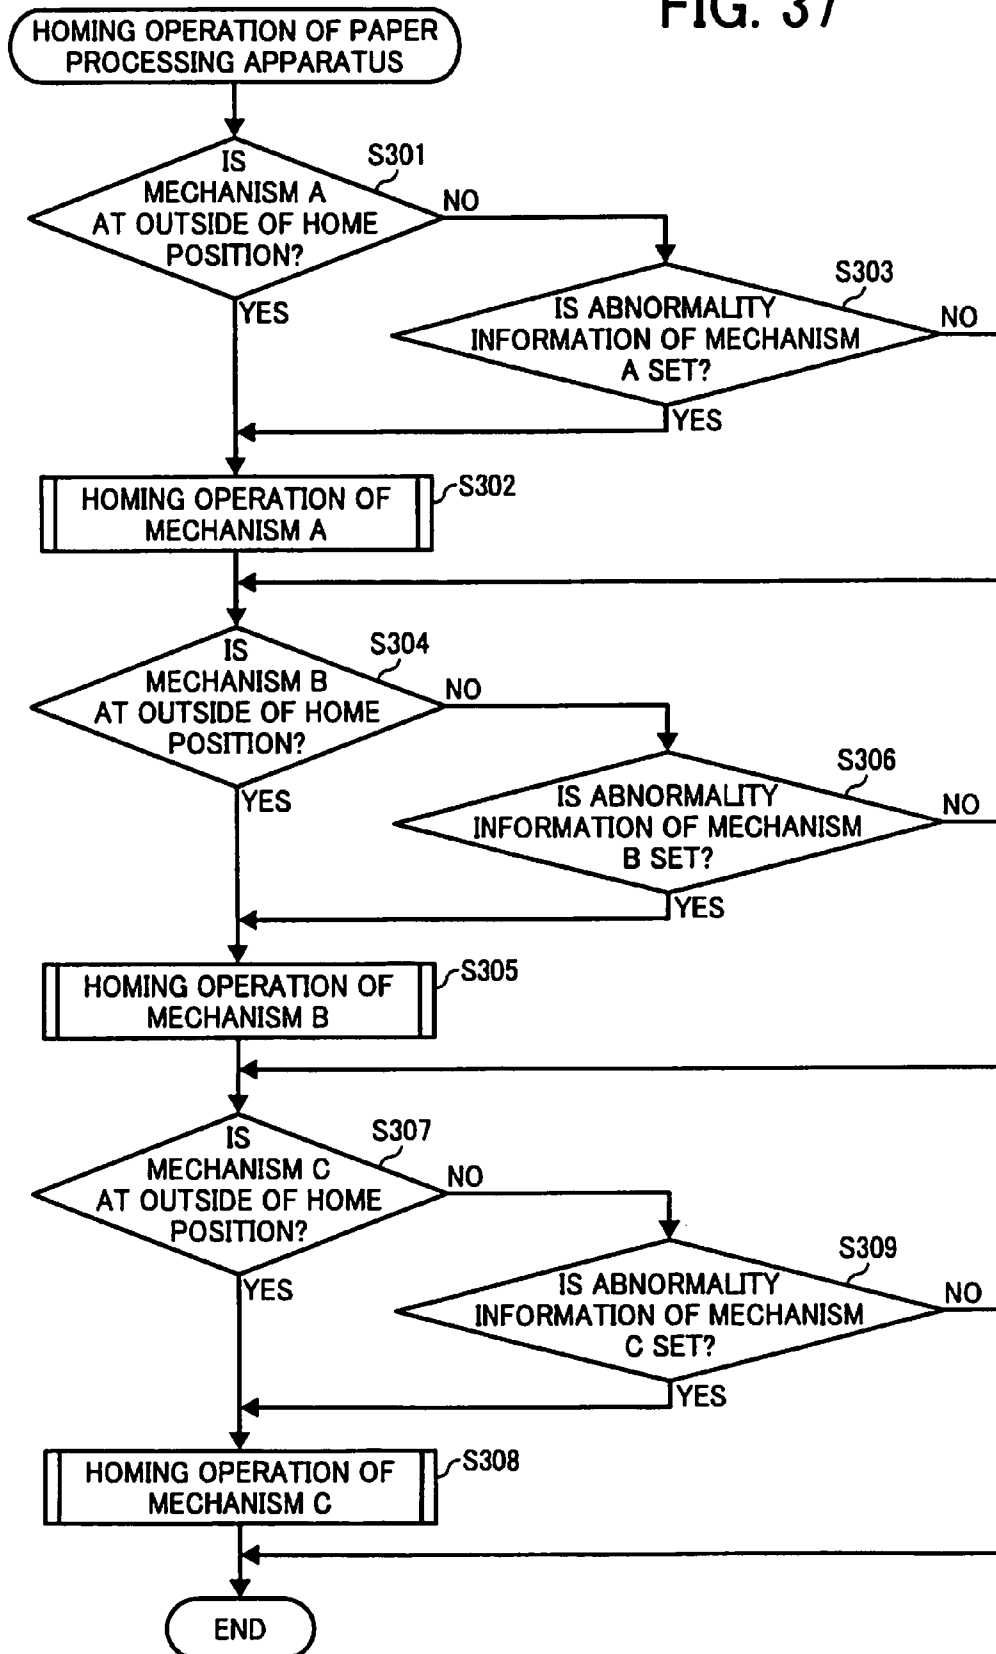 FIG. 37
HOMING OPERATION OF PAPER
PROCESSING APPARATUS
S301
IS
MECHANISM A
AT OUTSIDE OF HOME
POSITION?
NO
YES
S303
IS ABNORMALITY
INFORMATION OF MECHANISM
A SET?
NO
YES
S302
HOMING OPERATION OF
MECHANISM A
S304
IS
MECHANISM B
AT OUTSIDE OF HOME
POSITION?
NO
YES
S306
IS ABNORMALITY
INFORMATION OF MECHANISM
B SET?
NO
YES
S305
HOMING OPERATION OF
MECHANISM B
S307
IS
MECHANISM C
AT OUTSIDE OF HOME
POSITION?
NO
YES
S309
IS ABNORMALITY
INFORMATION OF MECHANISM
C SET?
NO
YES
S308
HOMING OPERATION OF
MECHANISM C
END